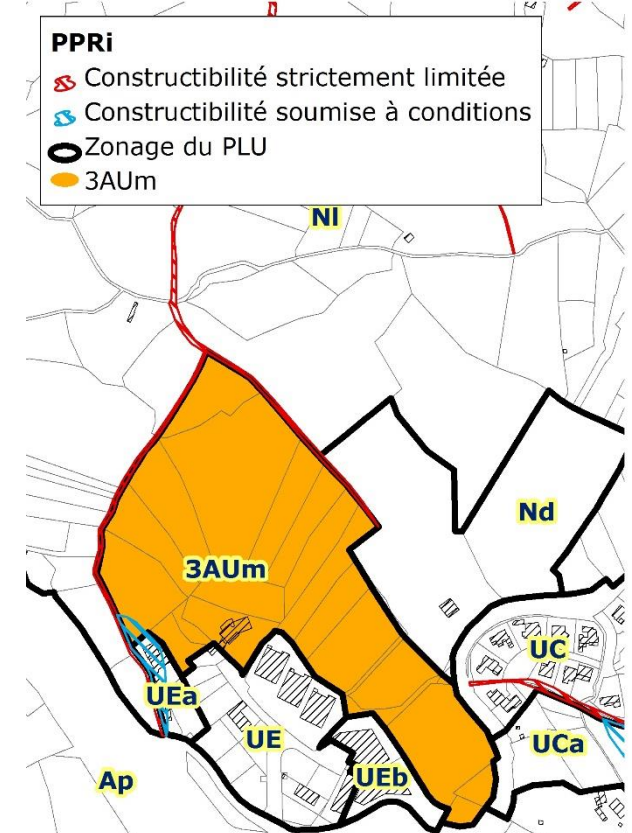 PPRi
Constructibilité strictement limitée
Constructibilité soumise à conditions
Zonage du PLU
3AUm
Nl
Nd
3AUm
UC
UEa
UE
UCa
Ap
UEb